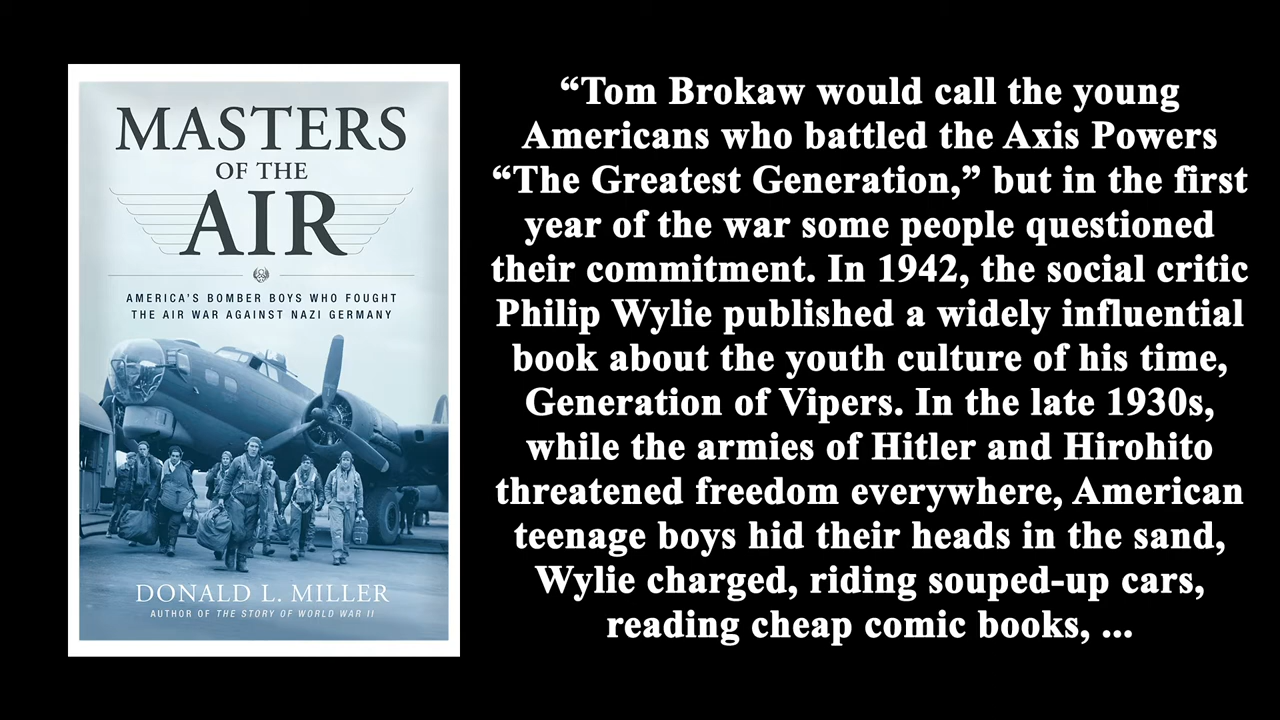 MASTERS
OF THE
AIR
AMERICA'S BOMBER BOYS WHO FOUGHT
THE AIR WAR AGAINST NAZI GERMANY
DONALD L. MILLER
AUTHOR OF THE STORY OF WORLD WAR II
“Tom Brokaw would call the young
Americans who battled the Axis Powers
“The Greatest Generation,” but in the first
year of the war some people questioned
their commitment. In 1942, the social critic
Philip Wylie published a widely influential
book about the youth culture of his time,
Generation of Vipers. In the late 1930s,
while the armies of Hitler and Hirohito
threatened freedom everywhere, American
teenage boys hid their heads in the sand,
Wylie charged, riding souped-up cars,
reading cheap comic books, ...